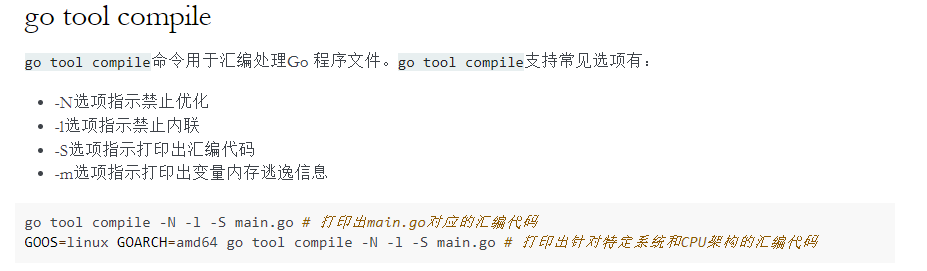 go tool compile
go tool compile命令用于汇编处理Go 程序文件。go tool compile支持常见选项有：
-N选项指示禁止优化
-l选项指示禁止内联
-S选项指示打印出汇编代码
-m选项指示打印出变量内存逃逸信息
go tool compile -N -l -S main.go # 打印出main.go对应的汇编代码
GOOS=linux GOARCH=amd64 go tool compile -N -l -S main.go # 打印出针对特定系统和CPU架构的汇编代码